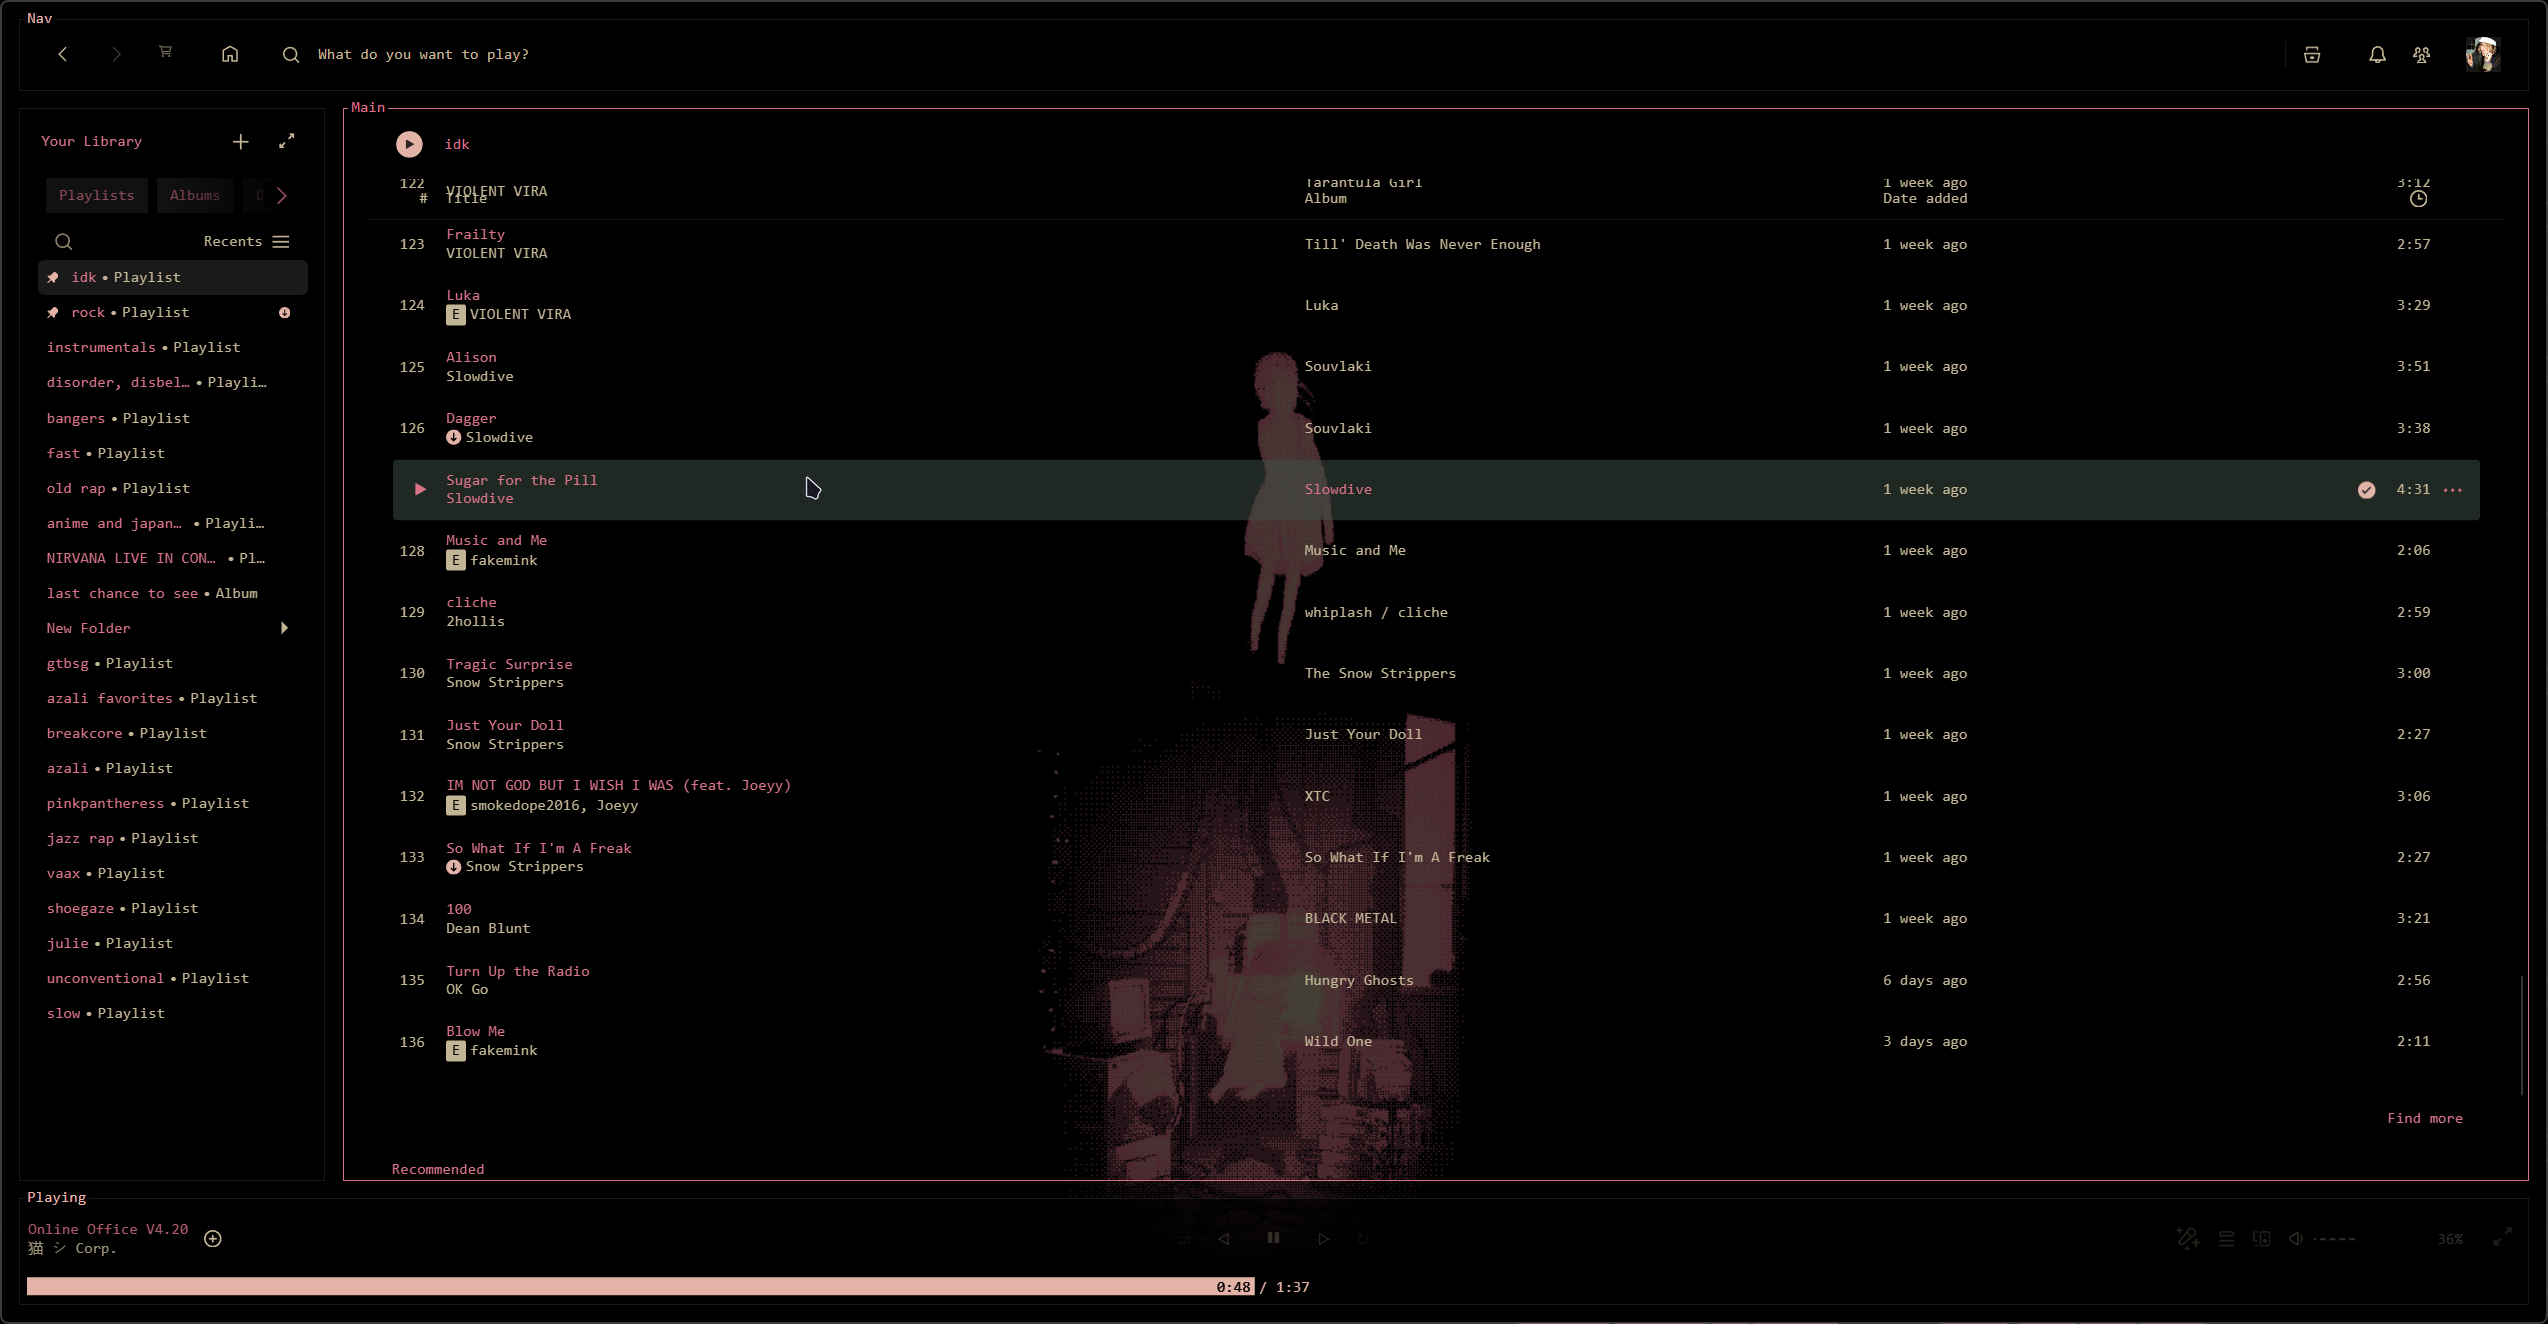 Nav
What do you want to play?
Your Library
Playlists Albums D
Recents
idk • Playlist
rock • Playlist
instrumentals • Playlist
disorder, disbel… • Playli…
bangers • Playlist
fast • Playlist
old rap • Playlist
anime and japan… • Playli…
NIRVANA LIVE IN CON… • Pl…
last chance to see • Album
New Folder
gtbsg • Playlist
azali favorites • Playlist
breakcore • Playlist
azali • Playlist
pinkpantheress • Playlist
jazz rap • Playlist
vaax • Playlist
shoegaze • Playlist
julie • Playlist
unconventional • Playlist
slow • Playlist
Main
idk
122 VIOLENT VIRA Tarantula Girl 1 week ago 3:12
# Title Album Date added
Frailty
123 Till' Death Was Never Enough 1 week ago 2:57
VIOLENT VIRA
Luka
124 Luka 1 week ago 3:29
E VIOLENT VIRA
Alison
125 Souvlaki 1 week ago 3:51
Slowdive
Dagger
126 Souvlaki 1 week ago 3:38
Slowdive
Sugar for the Pill
Slowdive 1 week ago 4:31
Slowdive
Music and Me
128 Music and Me 1 week ago 2:06
E fakemink
cliche
129 whiplash / cliche 1 week ago 2:59
2hollis
Tragic Surprise
130 The Snow Strippers 1 week ago 3:00
Snow Strippers
Just Your Doll
131 Just Your Doll 1 week ago 2:27
Snow Strippers
IM NOT GOD BUT I WISH I WAS (feat. Joeyy)
132 XTC 1 week ago 3:06
E smokedope2016, Joeyy
So What If I'm A Freak
133 So What If I'm A Freak 1 week ago 2:27
Snow Strippers
100
134 BLACK METAL 1 week ago 3:21
Dean Blunt
Turn Up the Radio
135 Hungry Ghosts 6 days ago 2:56
OK Go
Blow Me
136 Wild One 3 days ago 2:11
E fakemink
Find more
Recommended
Playing
Online Office V4.20
猫 シ Corp.
36%
0:48 / 1:37